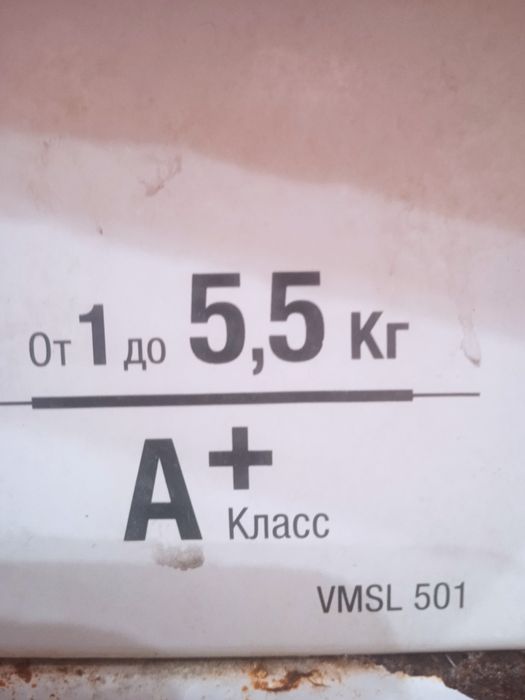 От 1 до 5,5 Кг
A+ Класс
VMSL 501